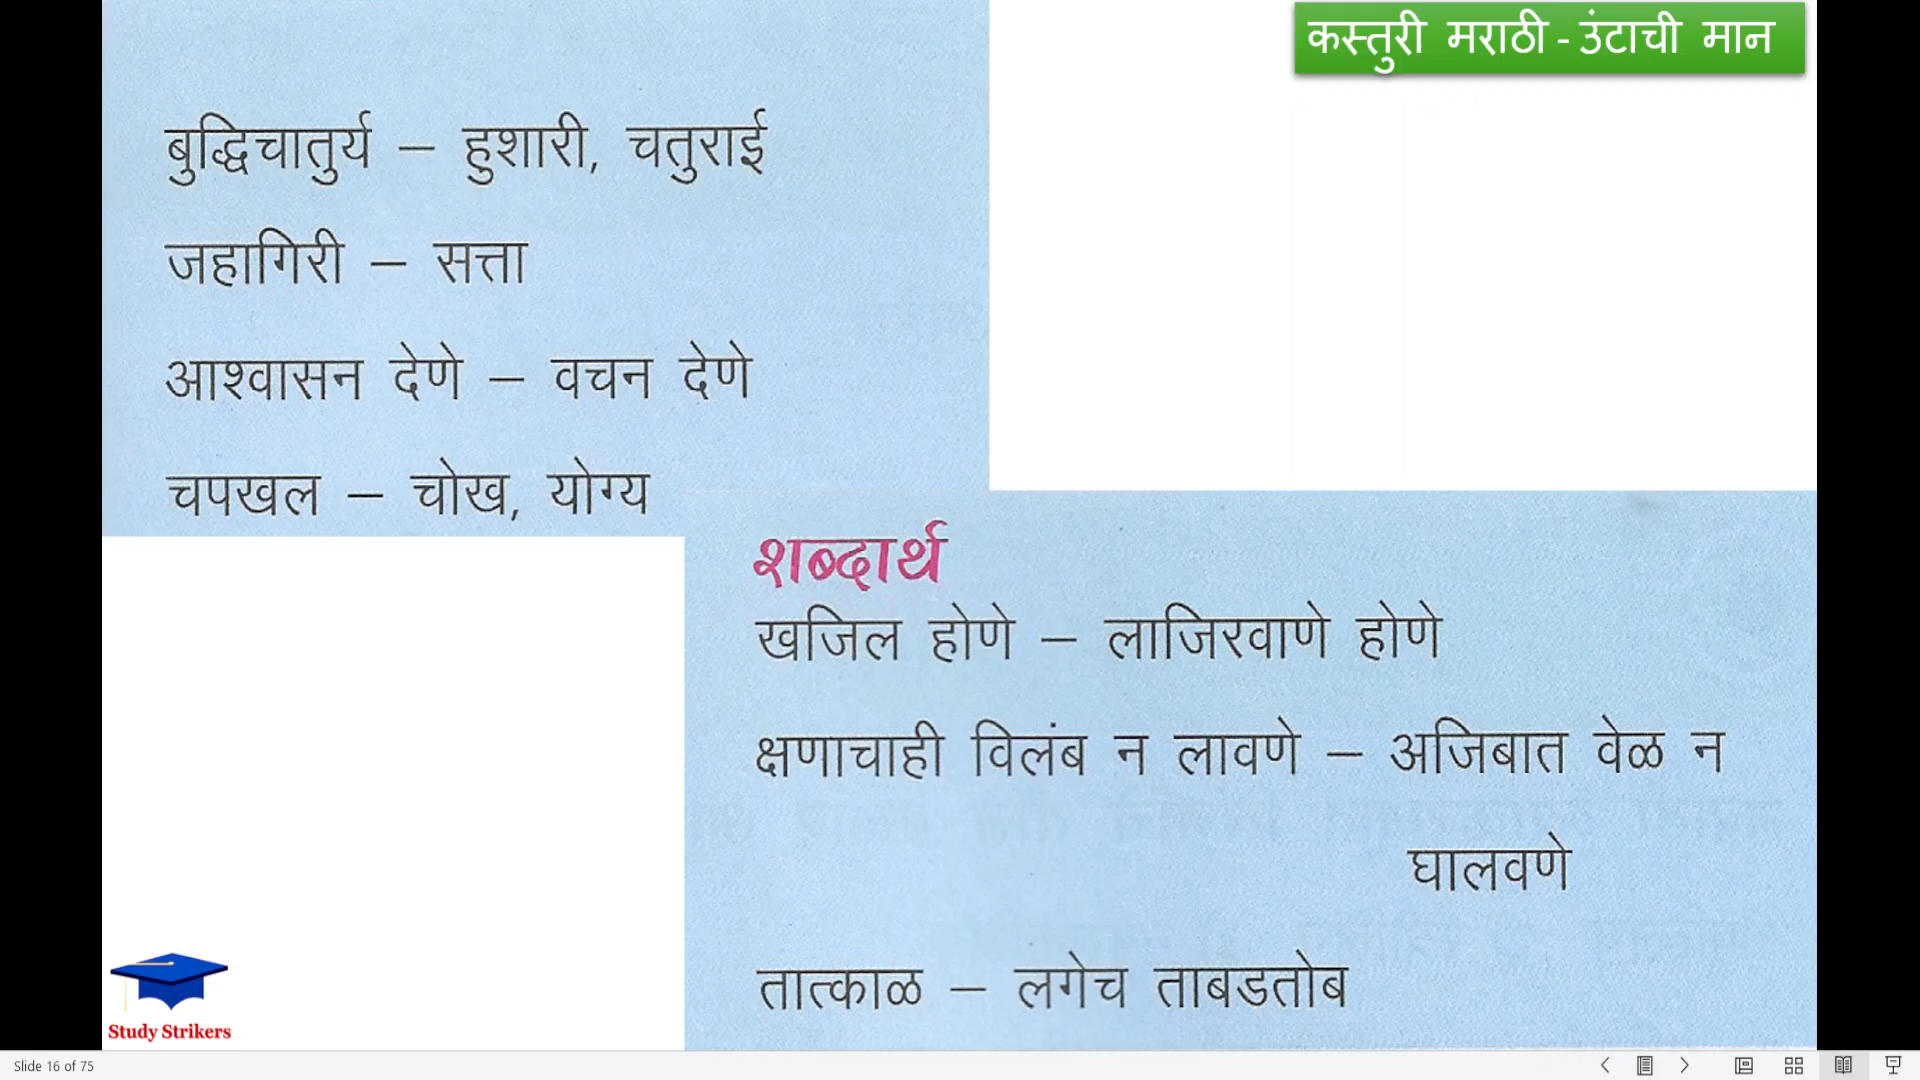 कस्तुरी मराठी - उंटाची मान
बुद्धिचातुर्य – हुशारी, चतुराई
जहागिरी – सत्ता
आश्वासन देणे – वचन देणे
चपखल – चोख, योग्य
शब्दार्थ
खजिल होणे – लाजिरवाणे होणे
क्षणाचाही विलंब न लावणे – अजिबात वेळ न
घालवणे
तात्काळ – लगेच ताबडतोब
Study Strikers
Slide 16 of 75